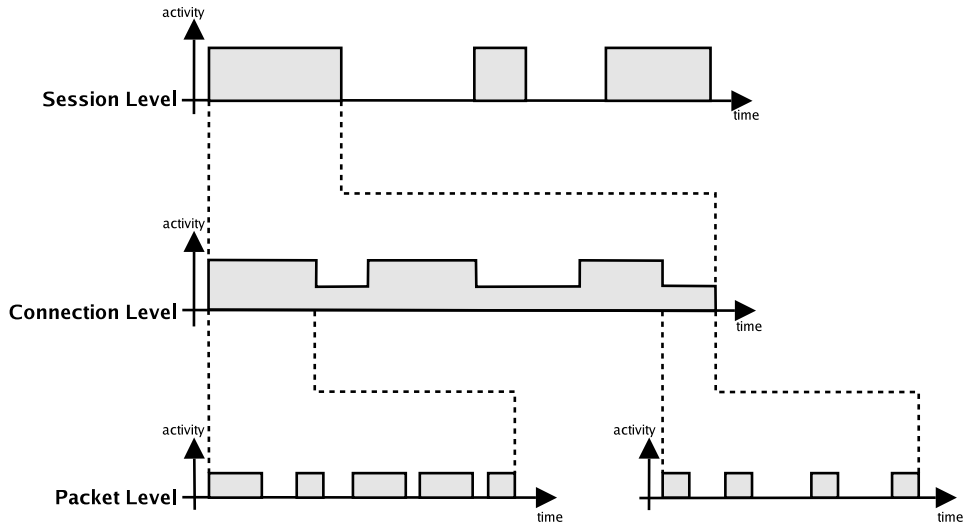 activity
Session Level
time
activity
Connection Level
time
activity
activity
Packet Level
time
time